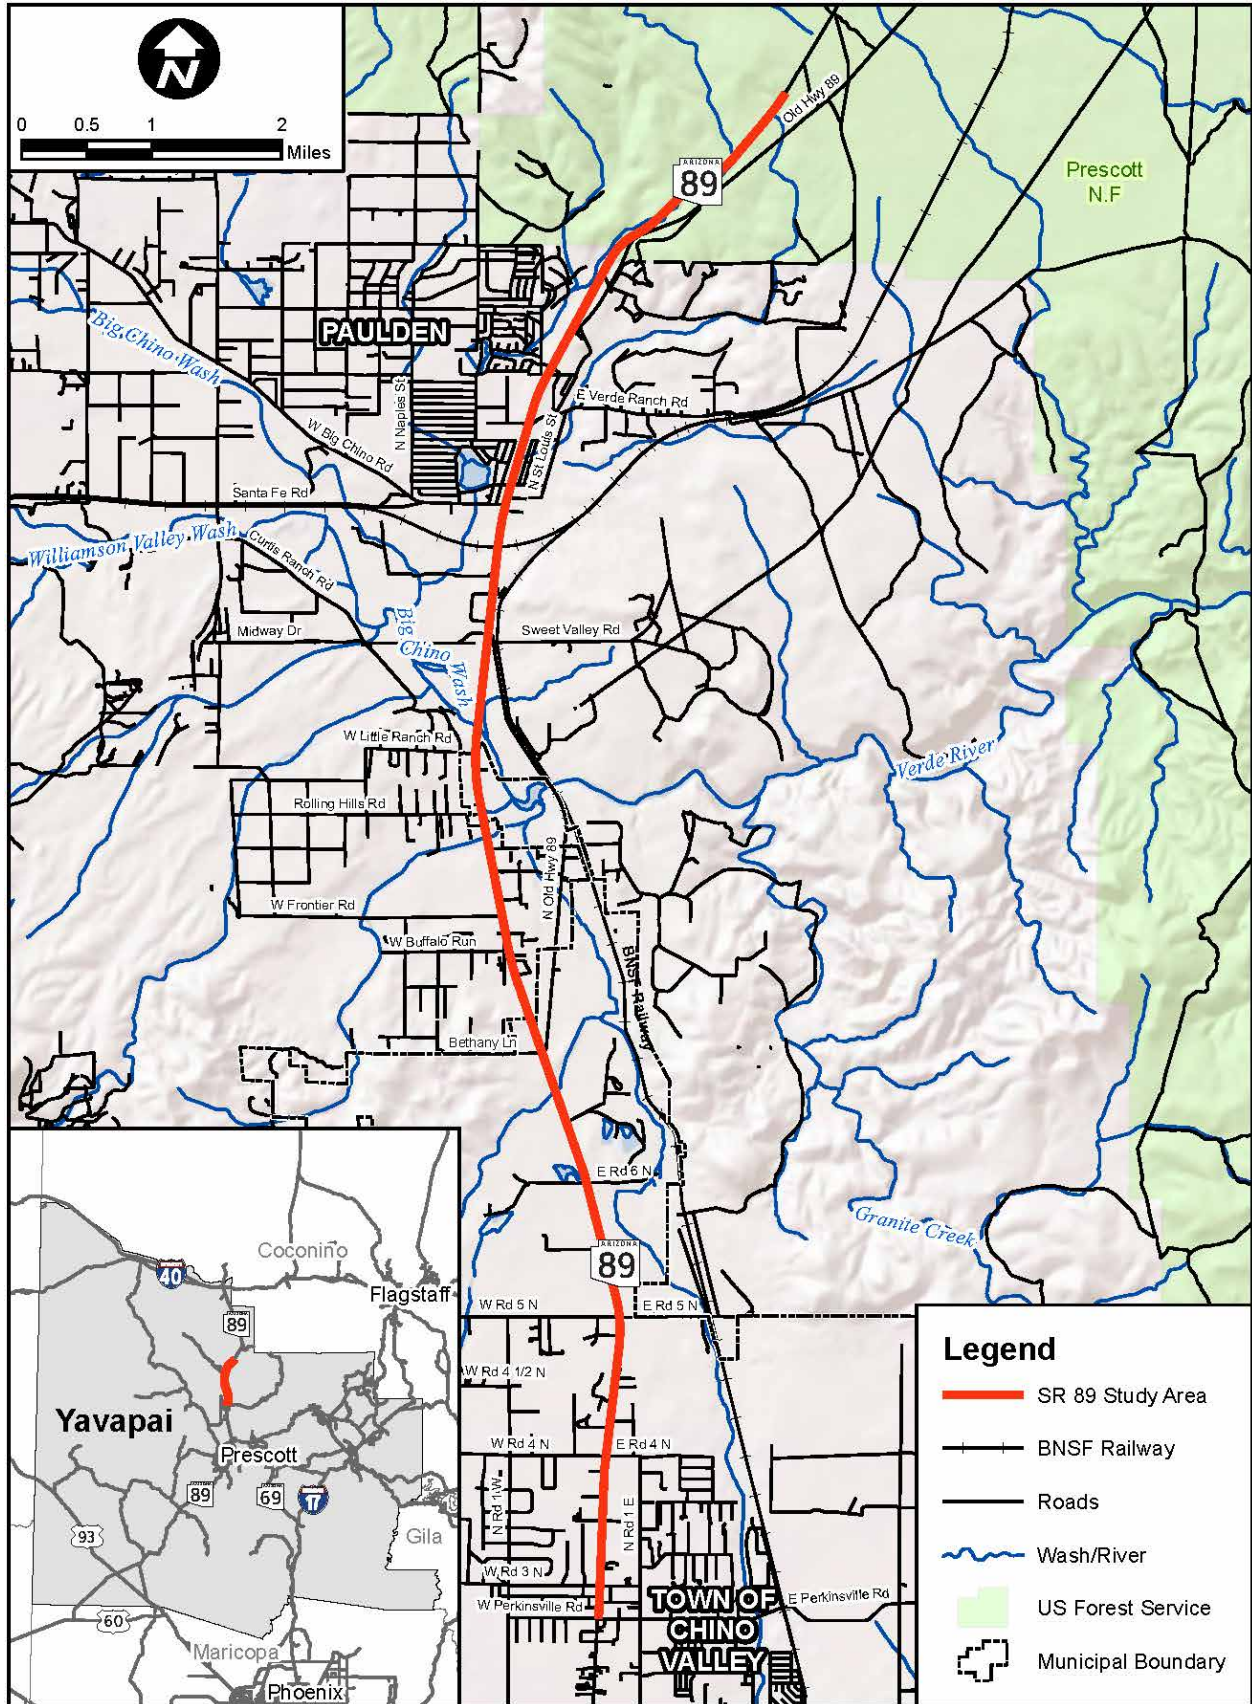 N
0 0.5 1 2
Miles
Old Hwy 89
ARIZONA
89
Prescott
N.F
PAULDEN
Big Chino Wash
N Naples St
E Verde Ranch Rd
W Big Chino Rd
N St Louis St
Santa Fe Rd
Williamson Valley Wash
Curtis Ranch Rd
Midway Dr
Big
Chino Wash
Sweet Valley Rd
W Little Ranch Rd
Verde River
Rolling Hills Rd
N Old Hwy 89
W Frontier Rd
W Buffalo Run
BNSF Railway
Bethany Ln
E Rd 6 N
Granite Creek
ARIZONA
89
W Rd 5 N
E Rd 5 N
W Rd 4 1/2 N
W Rd 4 N
E Rd 4 N
N Rd 1 W
N Rd 1 E
W Rd 3 N
W Perkinsville Rd
E Perkinsville Rd
TOWN OF
CHINO
VALLEY
Coconino
40
Flagstaff
89
Yavapai
Prescott
89
69
17
93
Gila
60
Maricopa
Phoenix
Legend
SR 89 Study Area
BNSF Railway
Roads
Wash/River
US Forest Service
Municipal Boundary